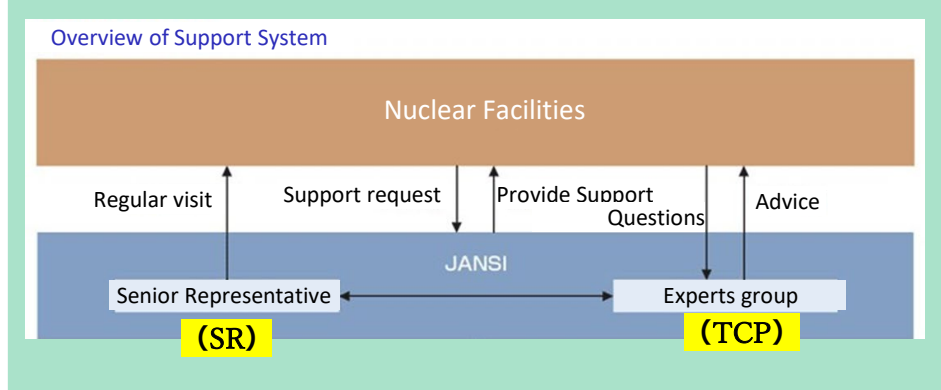 Overview of Support System
Nuclear Facilities
Regular visit
Support request
Provide Support
Questions
Advice
JANSI
Senior Representative
Experts group
(SR)
(TCP)